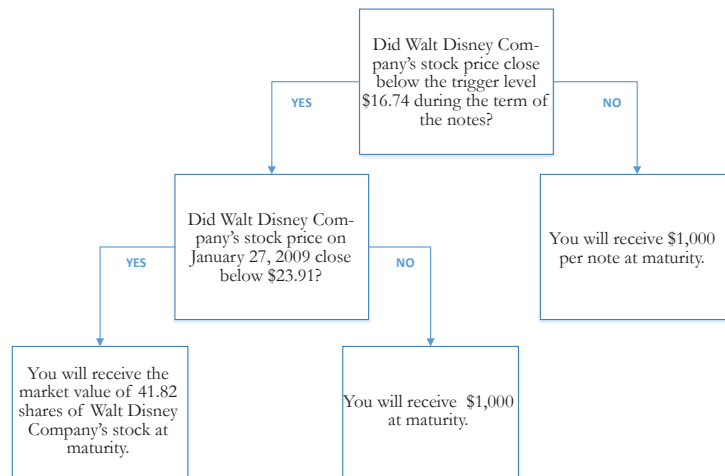 Did Walt Disney Com-
pany's stock price close
below the trigger level
$16.74 during the term of
the notes?
YES
NO
Did Walt Disney Com-
pany's stock price on
January 27, 2009 close
below $23.91?
You will receive $1,000
per note at maturity.
YES
NO
You will receive the
market value of 41.82
shares of Walt Disney
Company's stock at
maturity.
You will receive $1,000
at maturity.